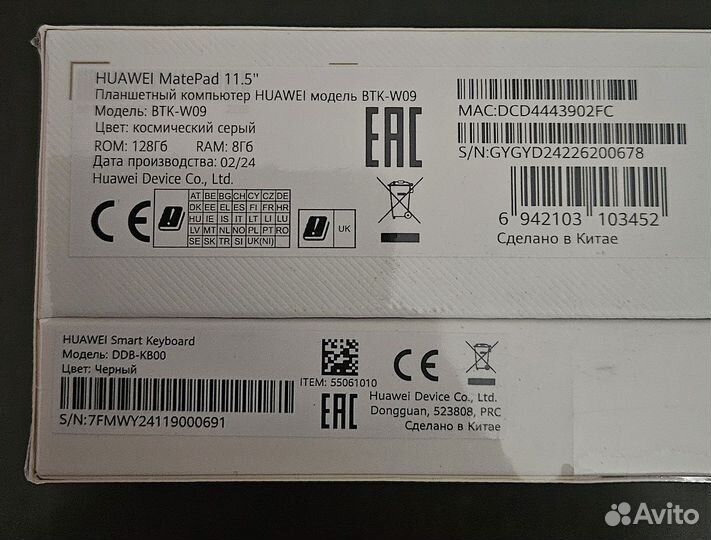 HUAWEI MatePad 11.5"
Планшетный компьютер HUAWEI модель BTK-W09
Модель: BTK-W09
Цвет: космический серый
ROM: 128Гб RAM: 8Гб
Дата производства: 02/24
Huawei Device Co., Ltd.
EAC
MAC:DCD4443902FC
S/N:GYGYD24226200678
6 942103 103452
Сделано в Китае
CE
AT BE BG CH CY CZ DE
DK EE EL ES FI FR HR
HU IE IS IT LT LI LU
LV MT NL NO PL PT RO
SE SK TR SI UK(NI)
UK
HUAWEI Smart Keyboard
Модель: DDB-KB00
Цвет: Черный
S/N:7FMWY24119000691
ITEM: 55061010
EAC
CE
Huawei Device Co., Ltd.
Dongguan, 523808, PRC
Сделано в Китае
Avito